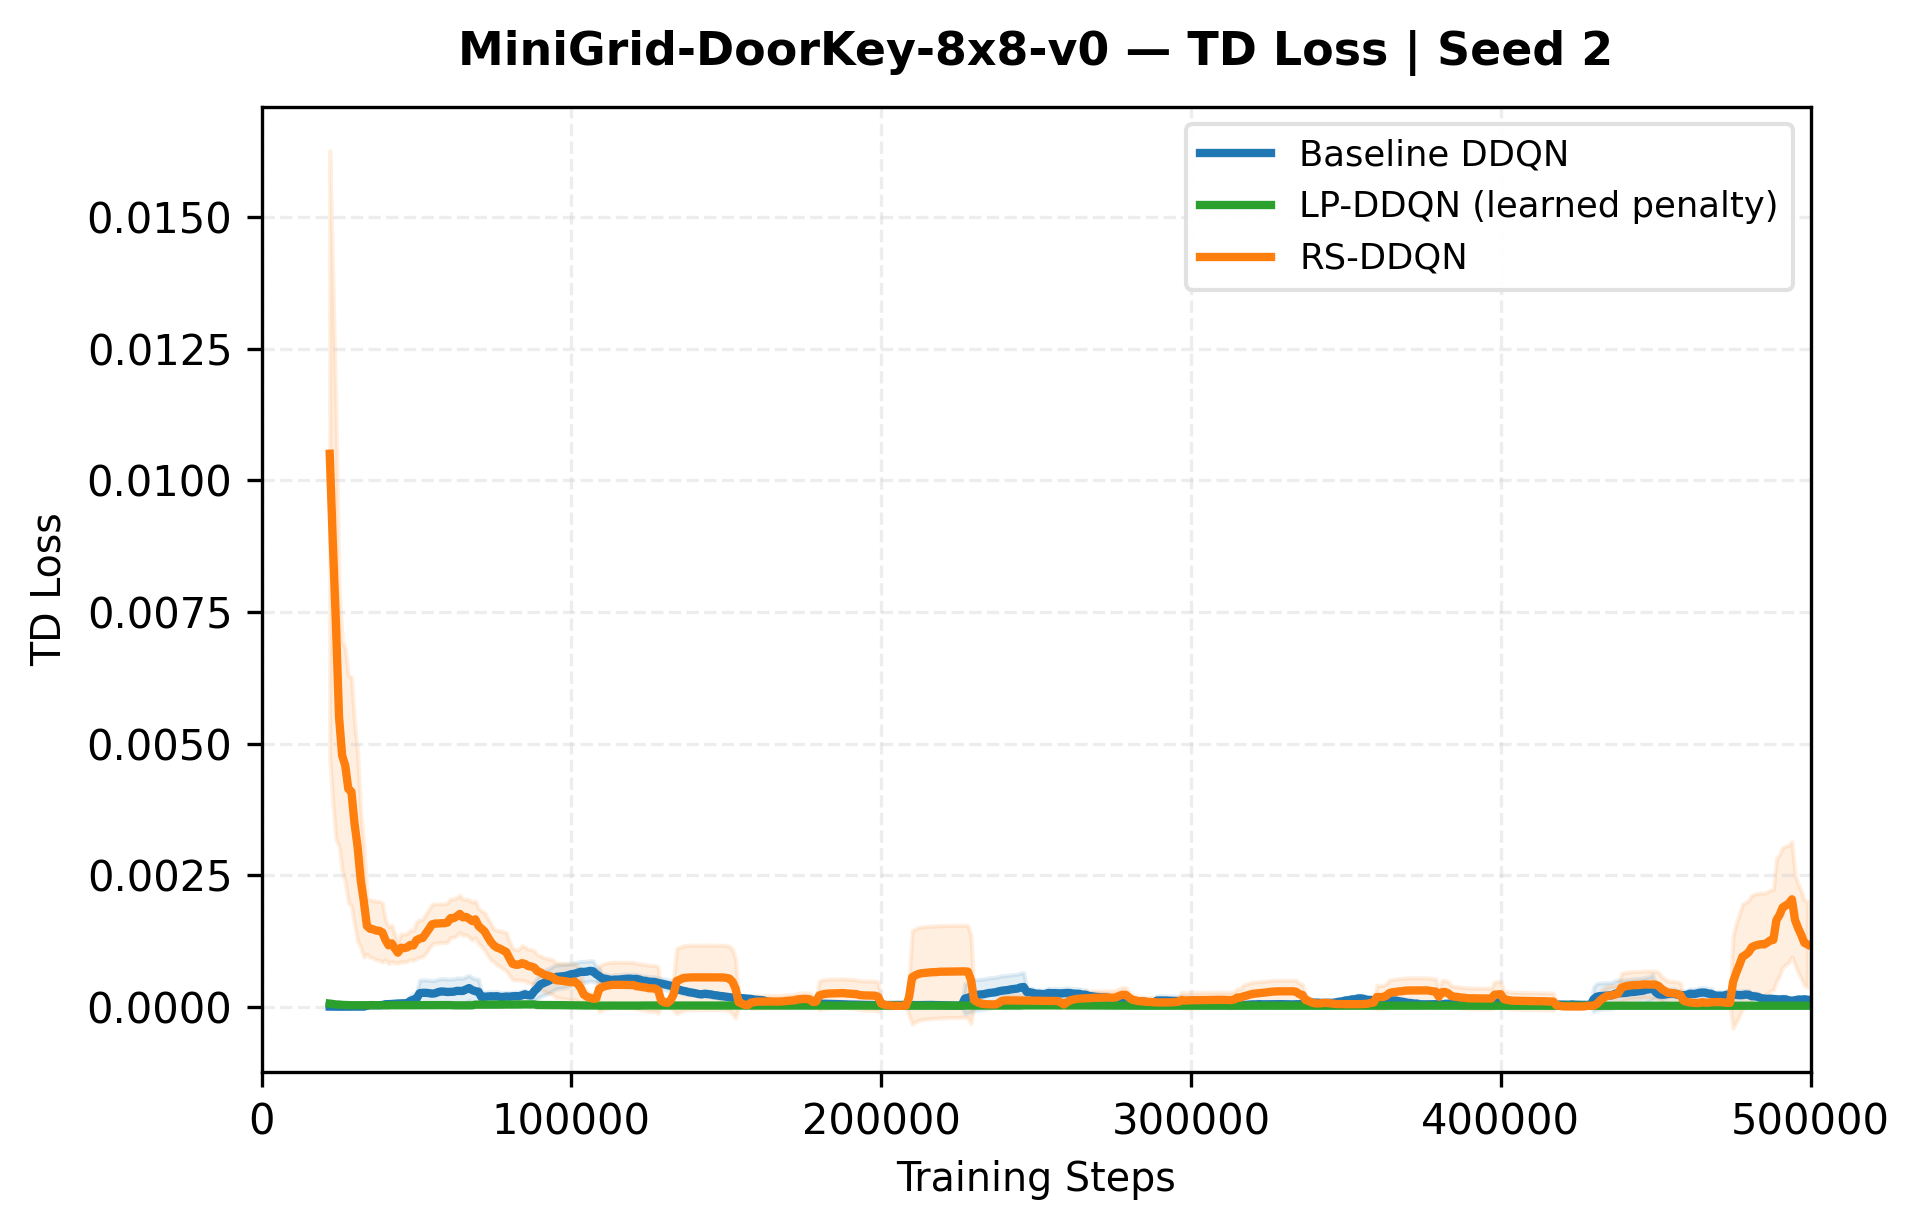 MiniGrid-DoorKey-8x8-v0 — TD Loss | Seed 2
Baseline DDQN
LP-DDQN (learned penalty)
RS-DDQN
0.0150
0.0125
0.0100
0.0075
0.0050
0.0025
0.0000
TD Loss
0 100000 200000 300000 400000 500000
Training Steps